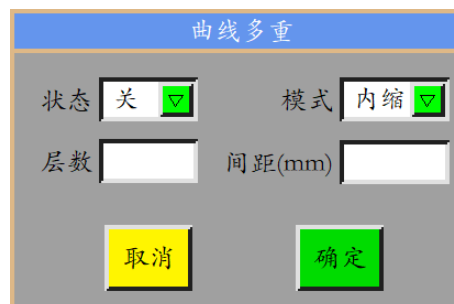 曲线多重
状态 关 模式 内缩
层数 间距(mm)
取消 确定